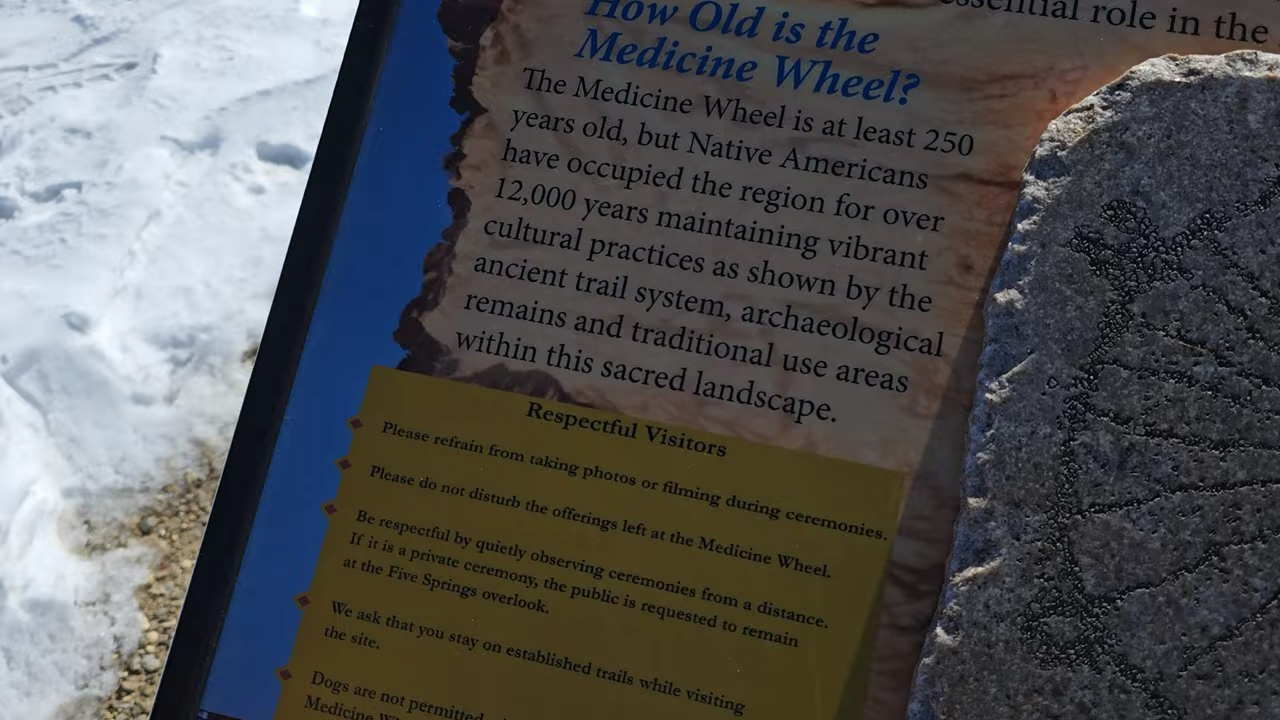 essential role in the
How Old is the
Medicine Wheel?
The Medicine Wheel is at least 250
years old, but Native Americans
have occupied the region for over
12,000 years maintaining vibrant
cultural practices as shown by the
ancient trail system, archaeological
remains and traditional use areas
within this sacred landscape.
Respectful Visitors
Please refrain from taking photos or filming during ceremonies.
Please do not disturb the offerings left at the Medicine Wheel.
Be respectful by quietly observing ceremonies from a distance.
If it is a private ceremony, the public is requested to remain
at the Five Springs overlook.
We ask that you stay on established trails while visiting
the site.
Dogs are not permitted
Medicine